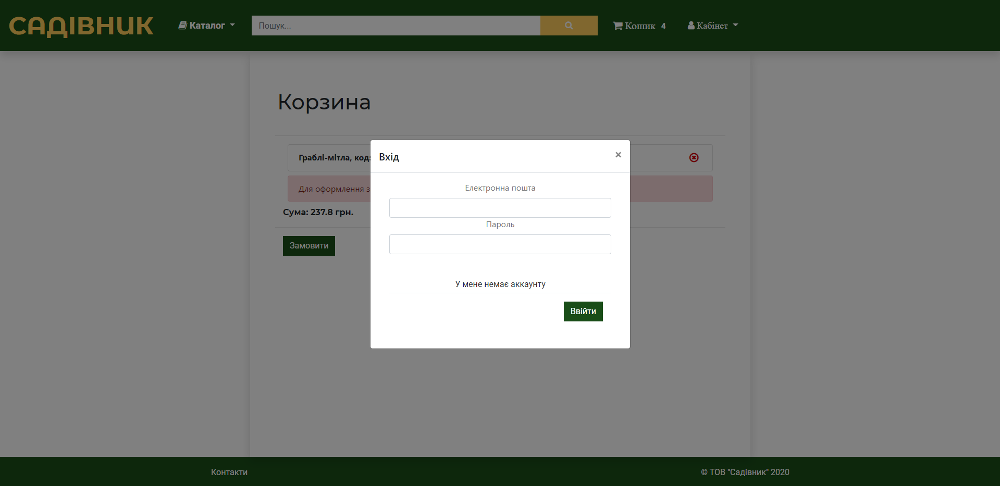 САДІВНИК
Каталог
Пошук...
Кошик 4
Кабінет
Корзина
Граблі-мітла, код:
Для оформлення з
Сума: 237.8 грн.
Замовити
Вхід
×
Електронна пошта
Пароль
У мене немає аккаунту
Ввійти
Контакти
© ТОВ "Садівник" 2020